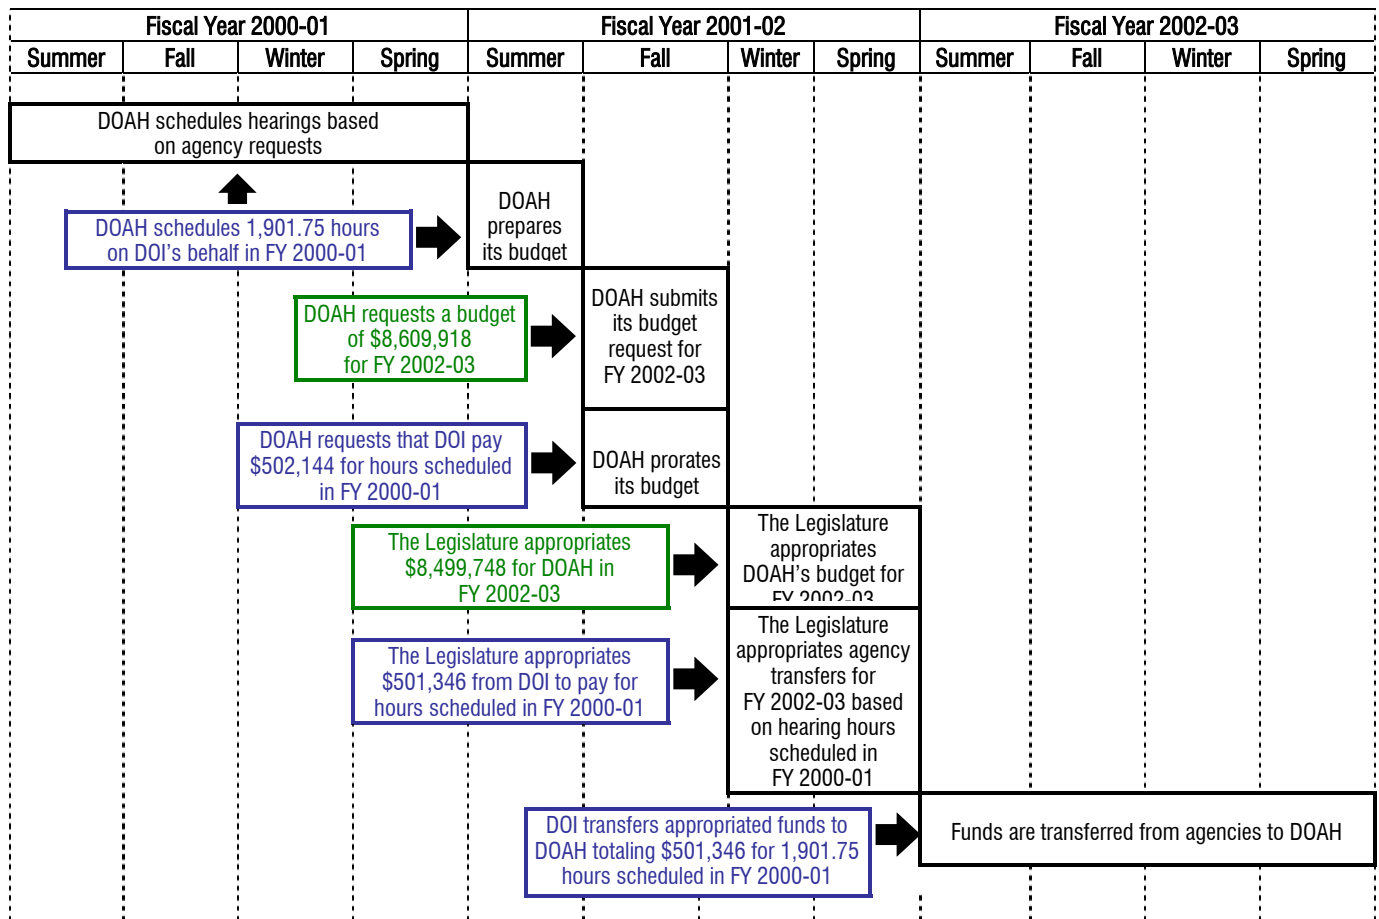 Fiscal Year 2000-01 Fiscal Year 2001-02 Fiscal Year 2002-03
Summer Fall Winter Spring Summer Fall Winter Spring Summer Fall Winter Spring
DOAH schedules hearings based
on agency requests
DOAH schedules 1,901.75 hours
on DOI's behalf in FY 2000-01
DOAH
prepares
its budget
DOAH requests a budget
of $8,609,918
for FY 2002-03
DOAH submits
its budget
request for
FY 2002-03
DOAH requests that DOI pay
$502,144 for hours scheduled
in FY 2000-01
DOAH prorates
its budget
The Legislature appropriates
$8,499,748 for DOAH in
FY 2002-03
The Legislature
appropriates
DOAH's budget for
FY 2002-03
The Legislature appropriates
$501,346 from DOI to pay for
hours scheduled in FY 2000-01
The Legislature
appropriates agency
transfers for
FY 2002-03 based
on hearing hours
scheduled in
FY 2000-01
DOI transfers appropriated funds to
DOAH totaling $501,346 for 1,901.75
hours scheduled in FY 2000-01
Funds are transferred from agencies to DOAH